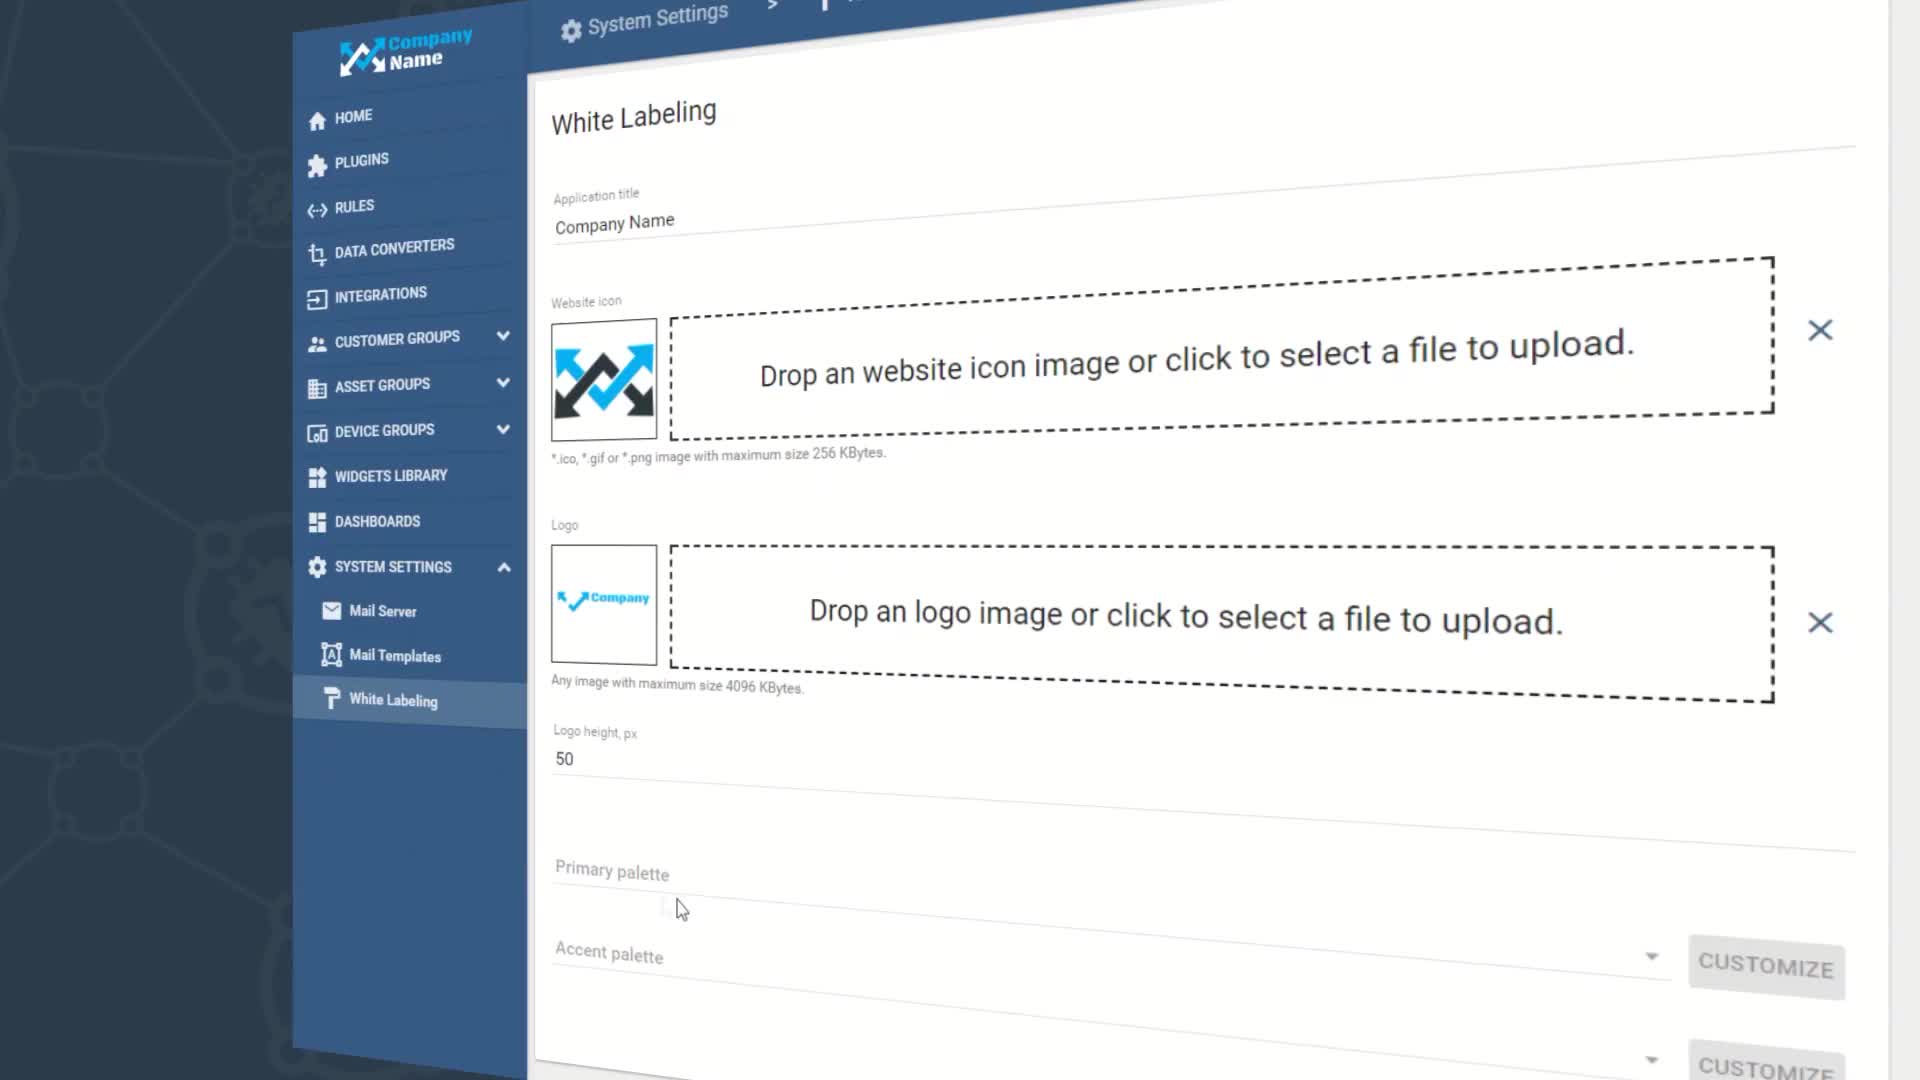 Company
Name
HOME
PLUGINS
RULES
DATA CONVERTERS
INTEGRATIONS
CUSTOMER GROUPS
ASSET GROUPS
DEVICE GROUPS
WIDGETS LIBRARY
DASHBOARDS
SYSTEM SETTINGS
Mail Server
Mail Templates
White Labeling
System Settings >
White Labeling
Application title
Company Name
Website icon
Drop an website icon image or click to select a file to upload.
*.ico, *.gif or *.png image with maximum size 256 KBytes.
Logo
Company
Drop an logo image or click to select a file to upload.
Any image with maximum size 4096 KBytes.
Logo height, px
50
Primary palette
CUSTOMIZE
Accent palette
CUSTOMIZE